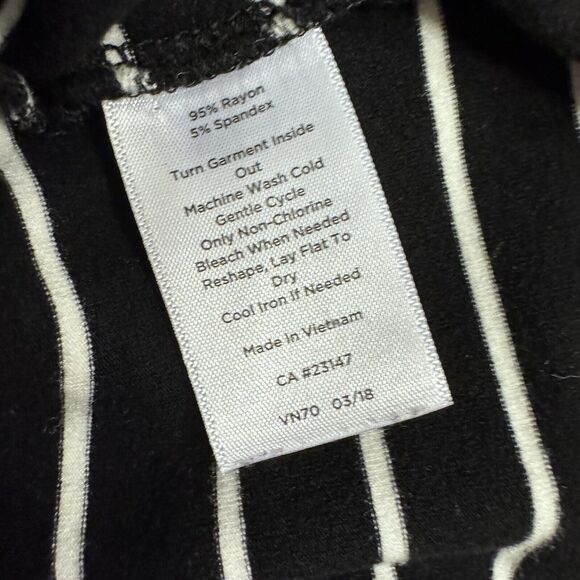 95% Rayon
5% Spandex
Turn Garment Inside
Out
Machine Wash Cold
Gentle Cycle
Only Non-Chlorine
Bleach When Needed
Reshape, Lay Flat To
Dry
Cool Iron If Needed
Made in Vietnam
CA #23147
VN70 03/18